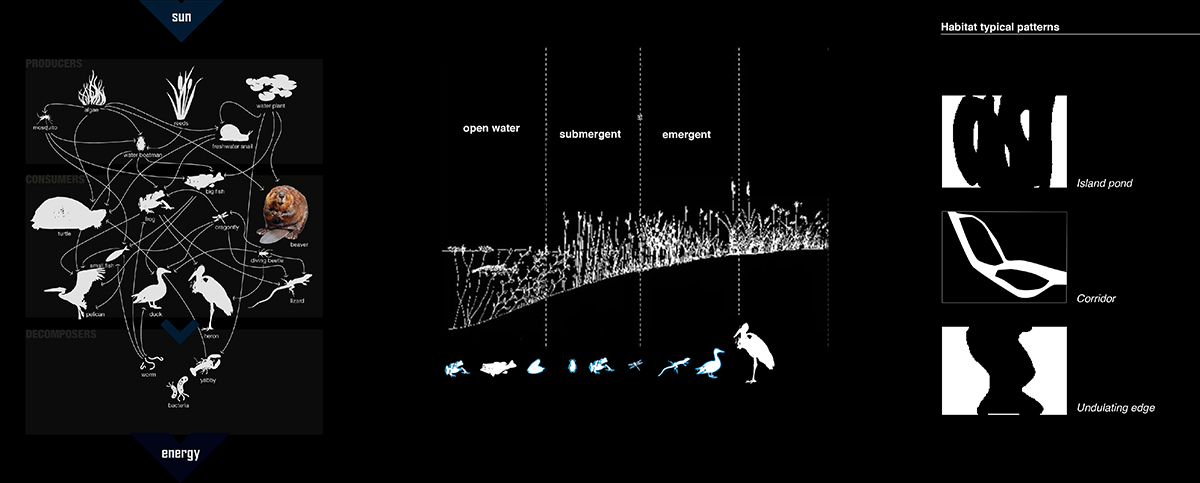 sun
PRODUCERS
algae
reeds
water plant
mosquito
freshwater snail
water boatman
CONSUMERS
big fish
frog
dragonfly
turtle
beaver
small fish
diving beetle
pelican
duck
heron
lizard
DECOMPOSERS
worm
yabby
bacteria
energy
open water
submergent
emergent
Habitat typical patterns
Island pond
Corridor
Undulating edge